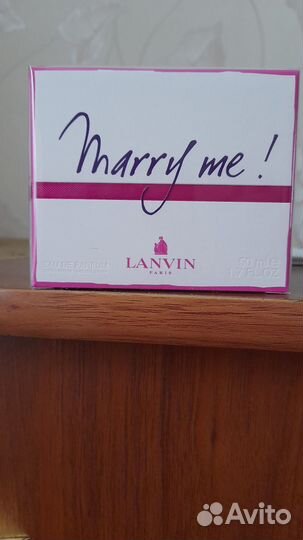 Marry me !
LANVIN
PARIS
EAU DE PARFUM
50 ml e
1.7 FL.OZ
Avito